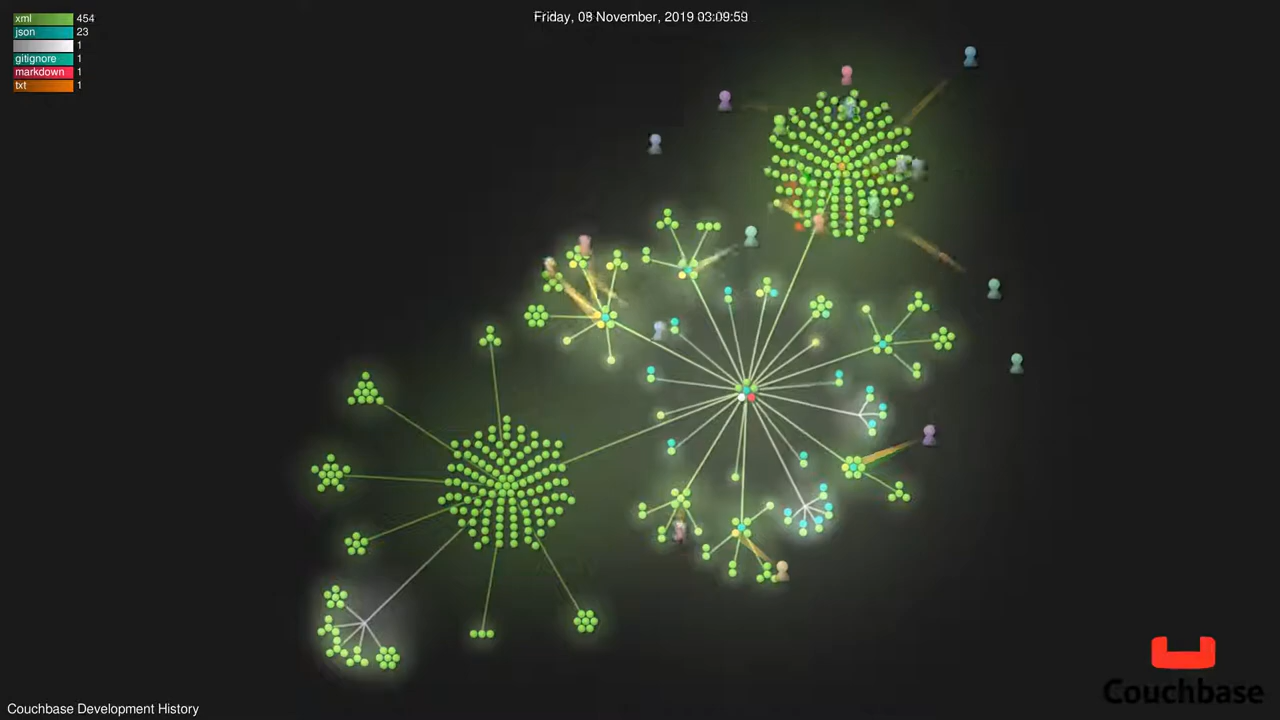 Friday, 08 November, 2019 03:09:59
xml 454
json 23
1
gitignore 1
markdown 1
txt 1
Couchbase
Couchbase Development History